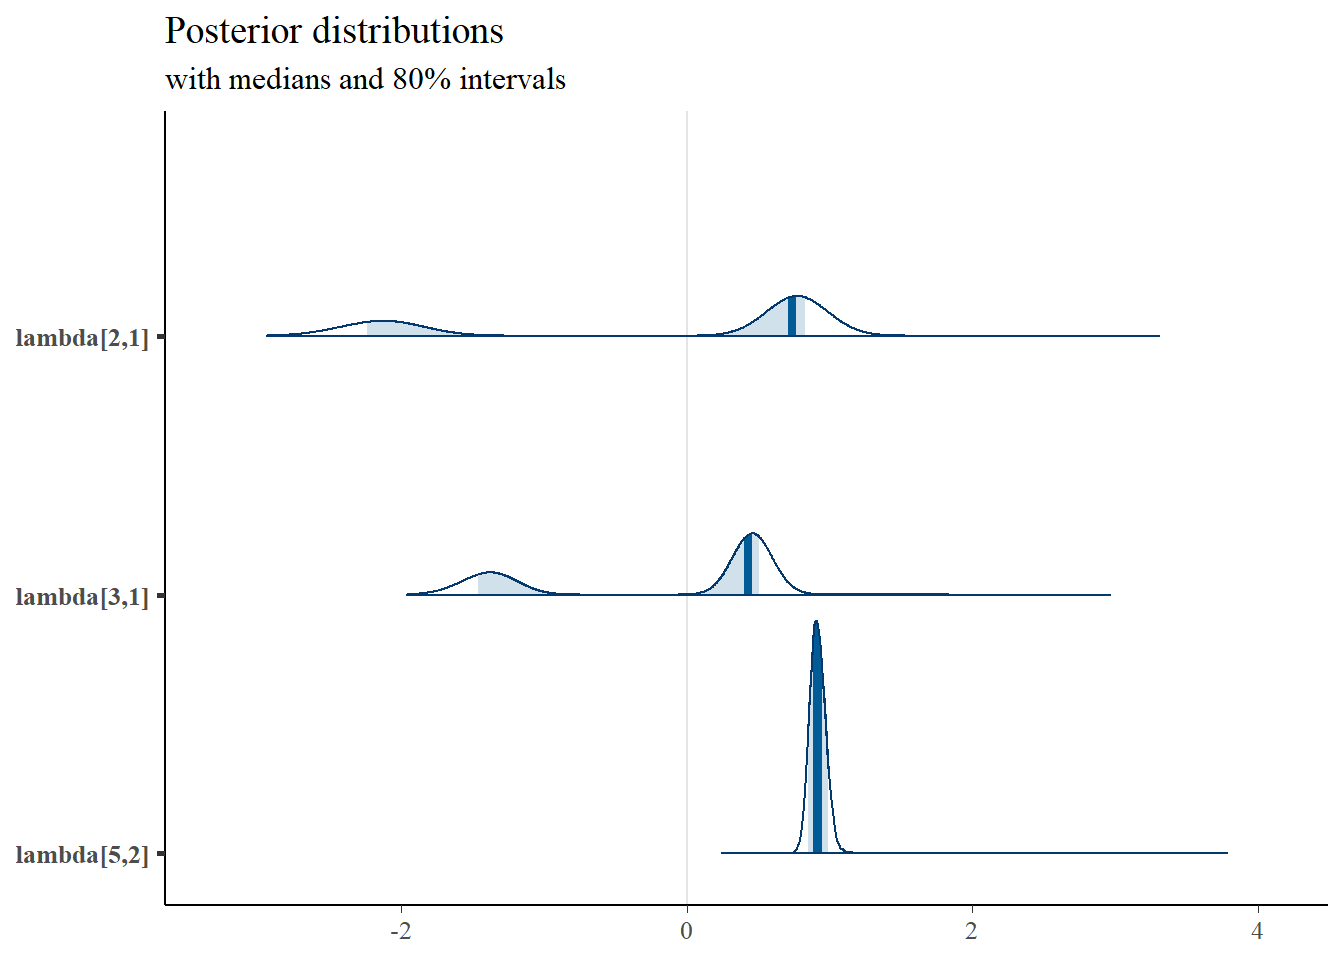 Posterior distributions
with medians and 80% intervals
lambda[2,1]
lambda[3,1]
lambda[5,2]
-2 0 2 4